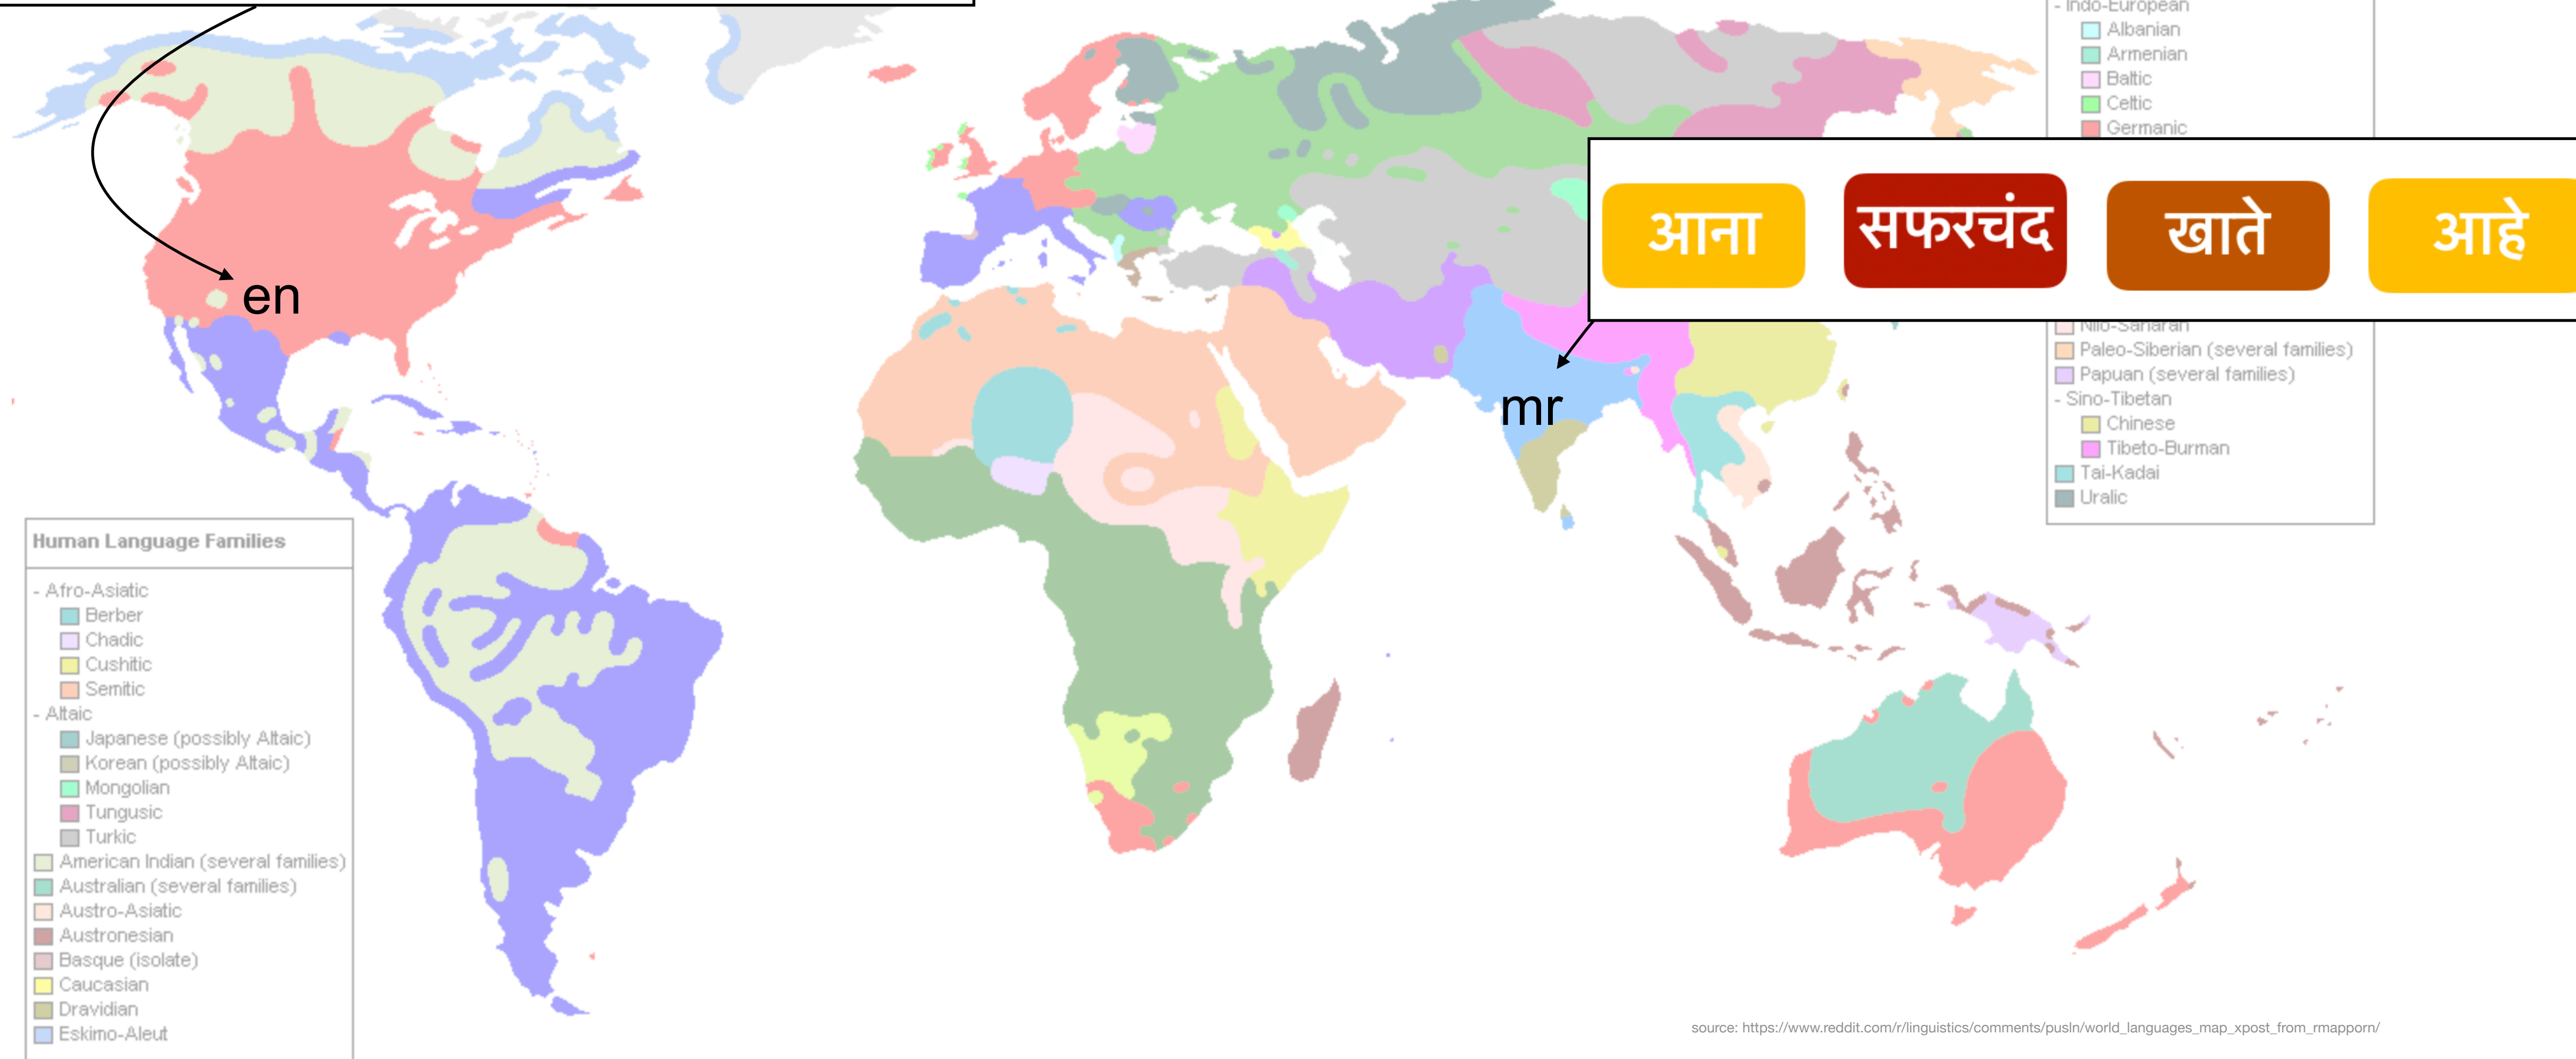 - Indo-European
Albanian
Armenian
Baltic
Celtic
Germanic
आना सफरचंद खाते आहे
en
mr
Nilo-Saharan
Paleo-Siberian (several families)
Papuan (several families)
- Sino-Tibetan
Chinese
Tibeto-Burman
Tai-Kadai
Uralic
Human Language Families
- Afro-Asiatic
Berber
Chadic
Cushitic
Semitic
- Altaic
Japanese (possibly Altaic)
Korean (possibly Altaic)
Mongolian
Tungusic
Turkic
American Indian (several families)
Australian (several families)
Austro-Asiatic
Austronesian
Basque (isolate)
Caucasian
Dravidian
Eskimo-Aleut
source: https://www.reddit.com/r/linguistics/comments/pusln/world_languages_map_xpost_from_rmapporn/